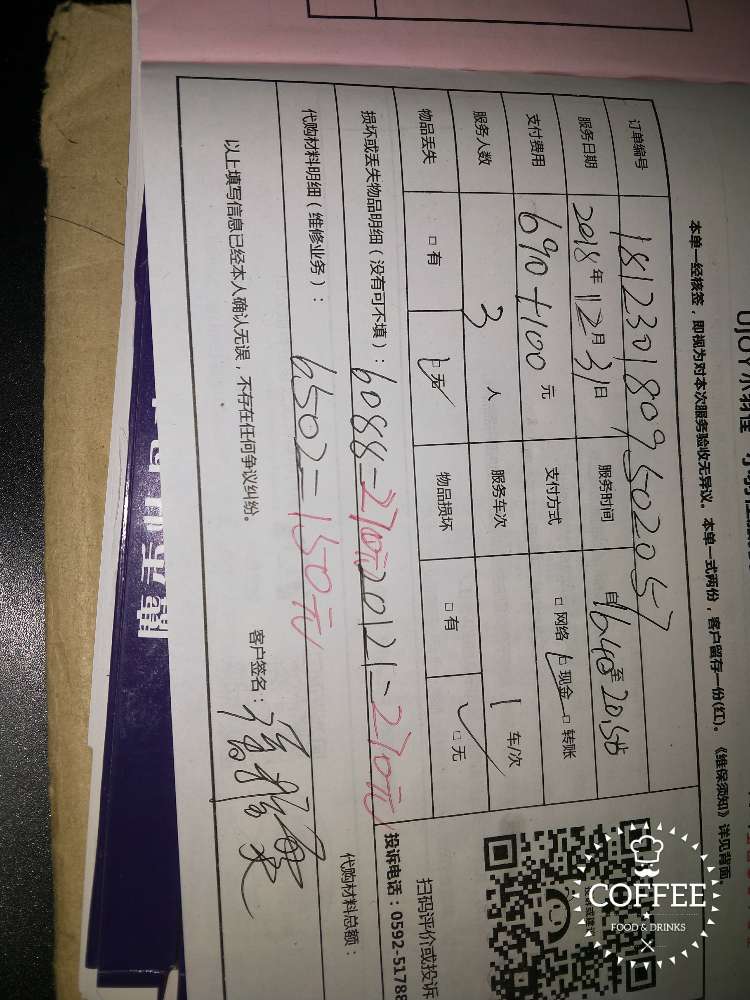 本单一经核签，即视为对本次服务验收无异议。本单一式两份，客户留存一份(红)。《维保须知》详见背面
订单编号 1812301809502057
服务日期 2018年12月31日 服务时间 自1640至20:56
支付费用 690+100元 支付方式 □网络 □现金 □转账
服务人数 3人 服务车次 1车/次
物品丢失 □有 □无 物品损坏 □有 □无
损坏或丢失物品明细（没有可不填）：6088-270元 20121-270元
代购材料明细（维修业务）：6502=150元
代购材料总额：
以上填写信息已经本人确认无误，不存在任何争议纠纷。
客户签名：
扫码评价或投诉
投诉电话：0592-5178
COFFEE
FOOD & DRINKS